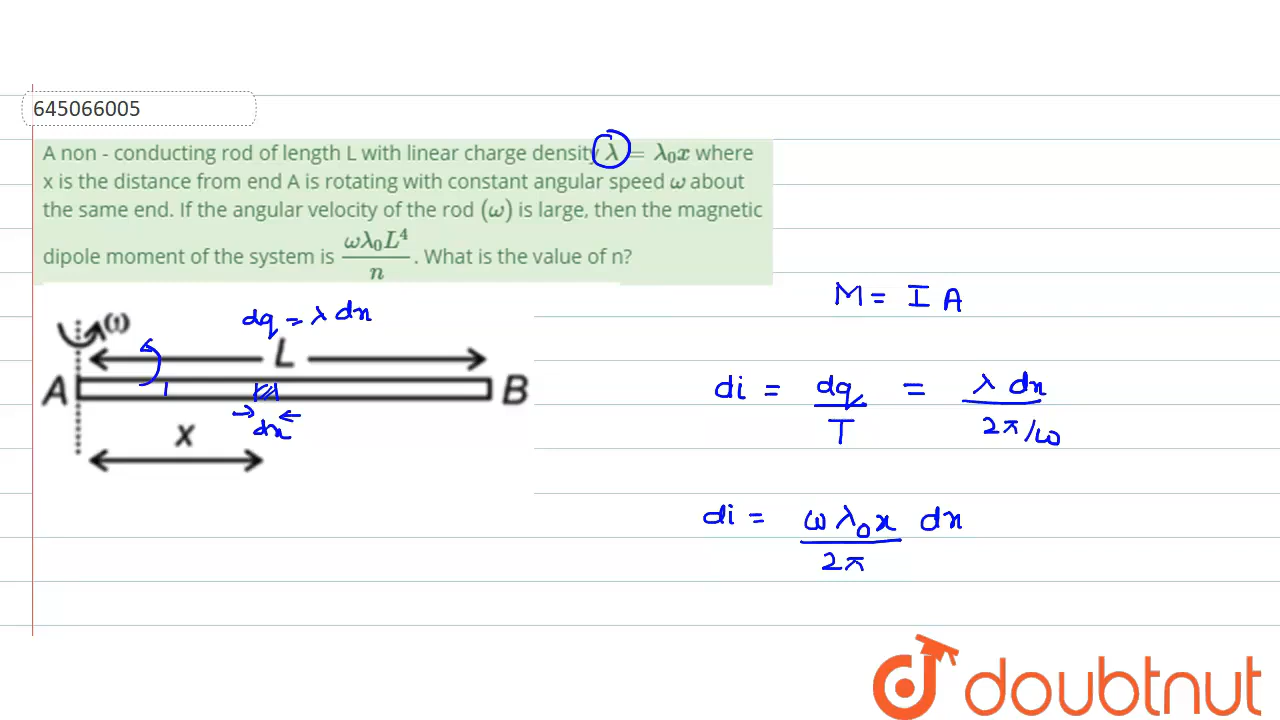 645066005
A non - conducting rod of length L with linear charge density λ = λ₀x where
x is the distance from end A is rotating with constant angular speed ω about
the same end. If the angular velocity of the rod (ω) is large, then the magnetic
dipole moment of the system is ωλ₀L⁴/n. What is the value of n?
M = I A
ω
dq = λ dx
L
A
B
di = dq/T = λ dx / 2π/ω
dx
x
di = ωλ₀x/2π dx
doubtnut